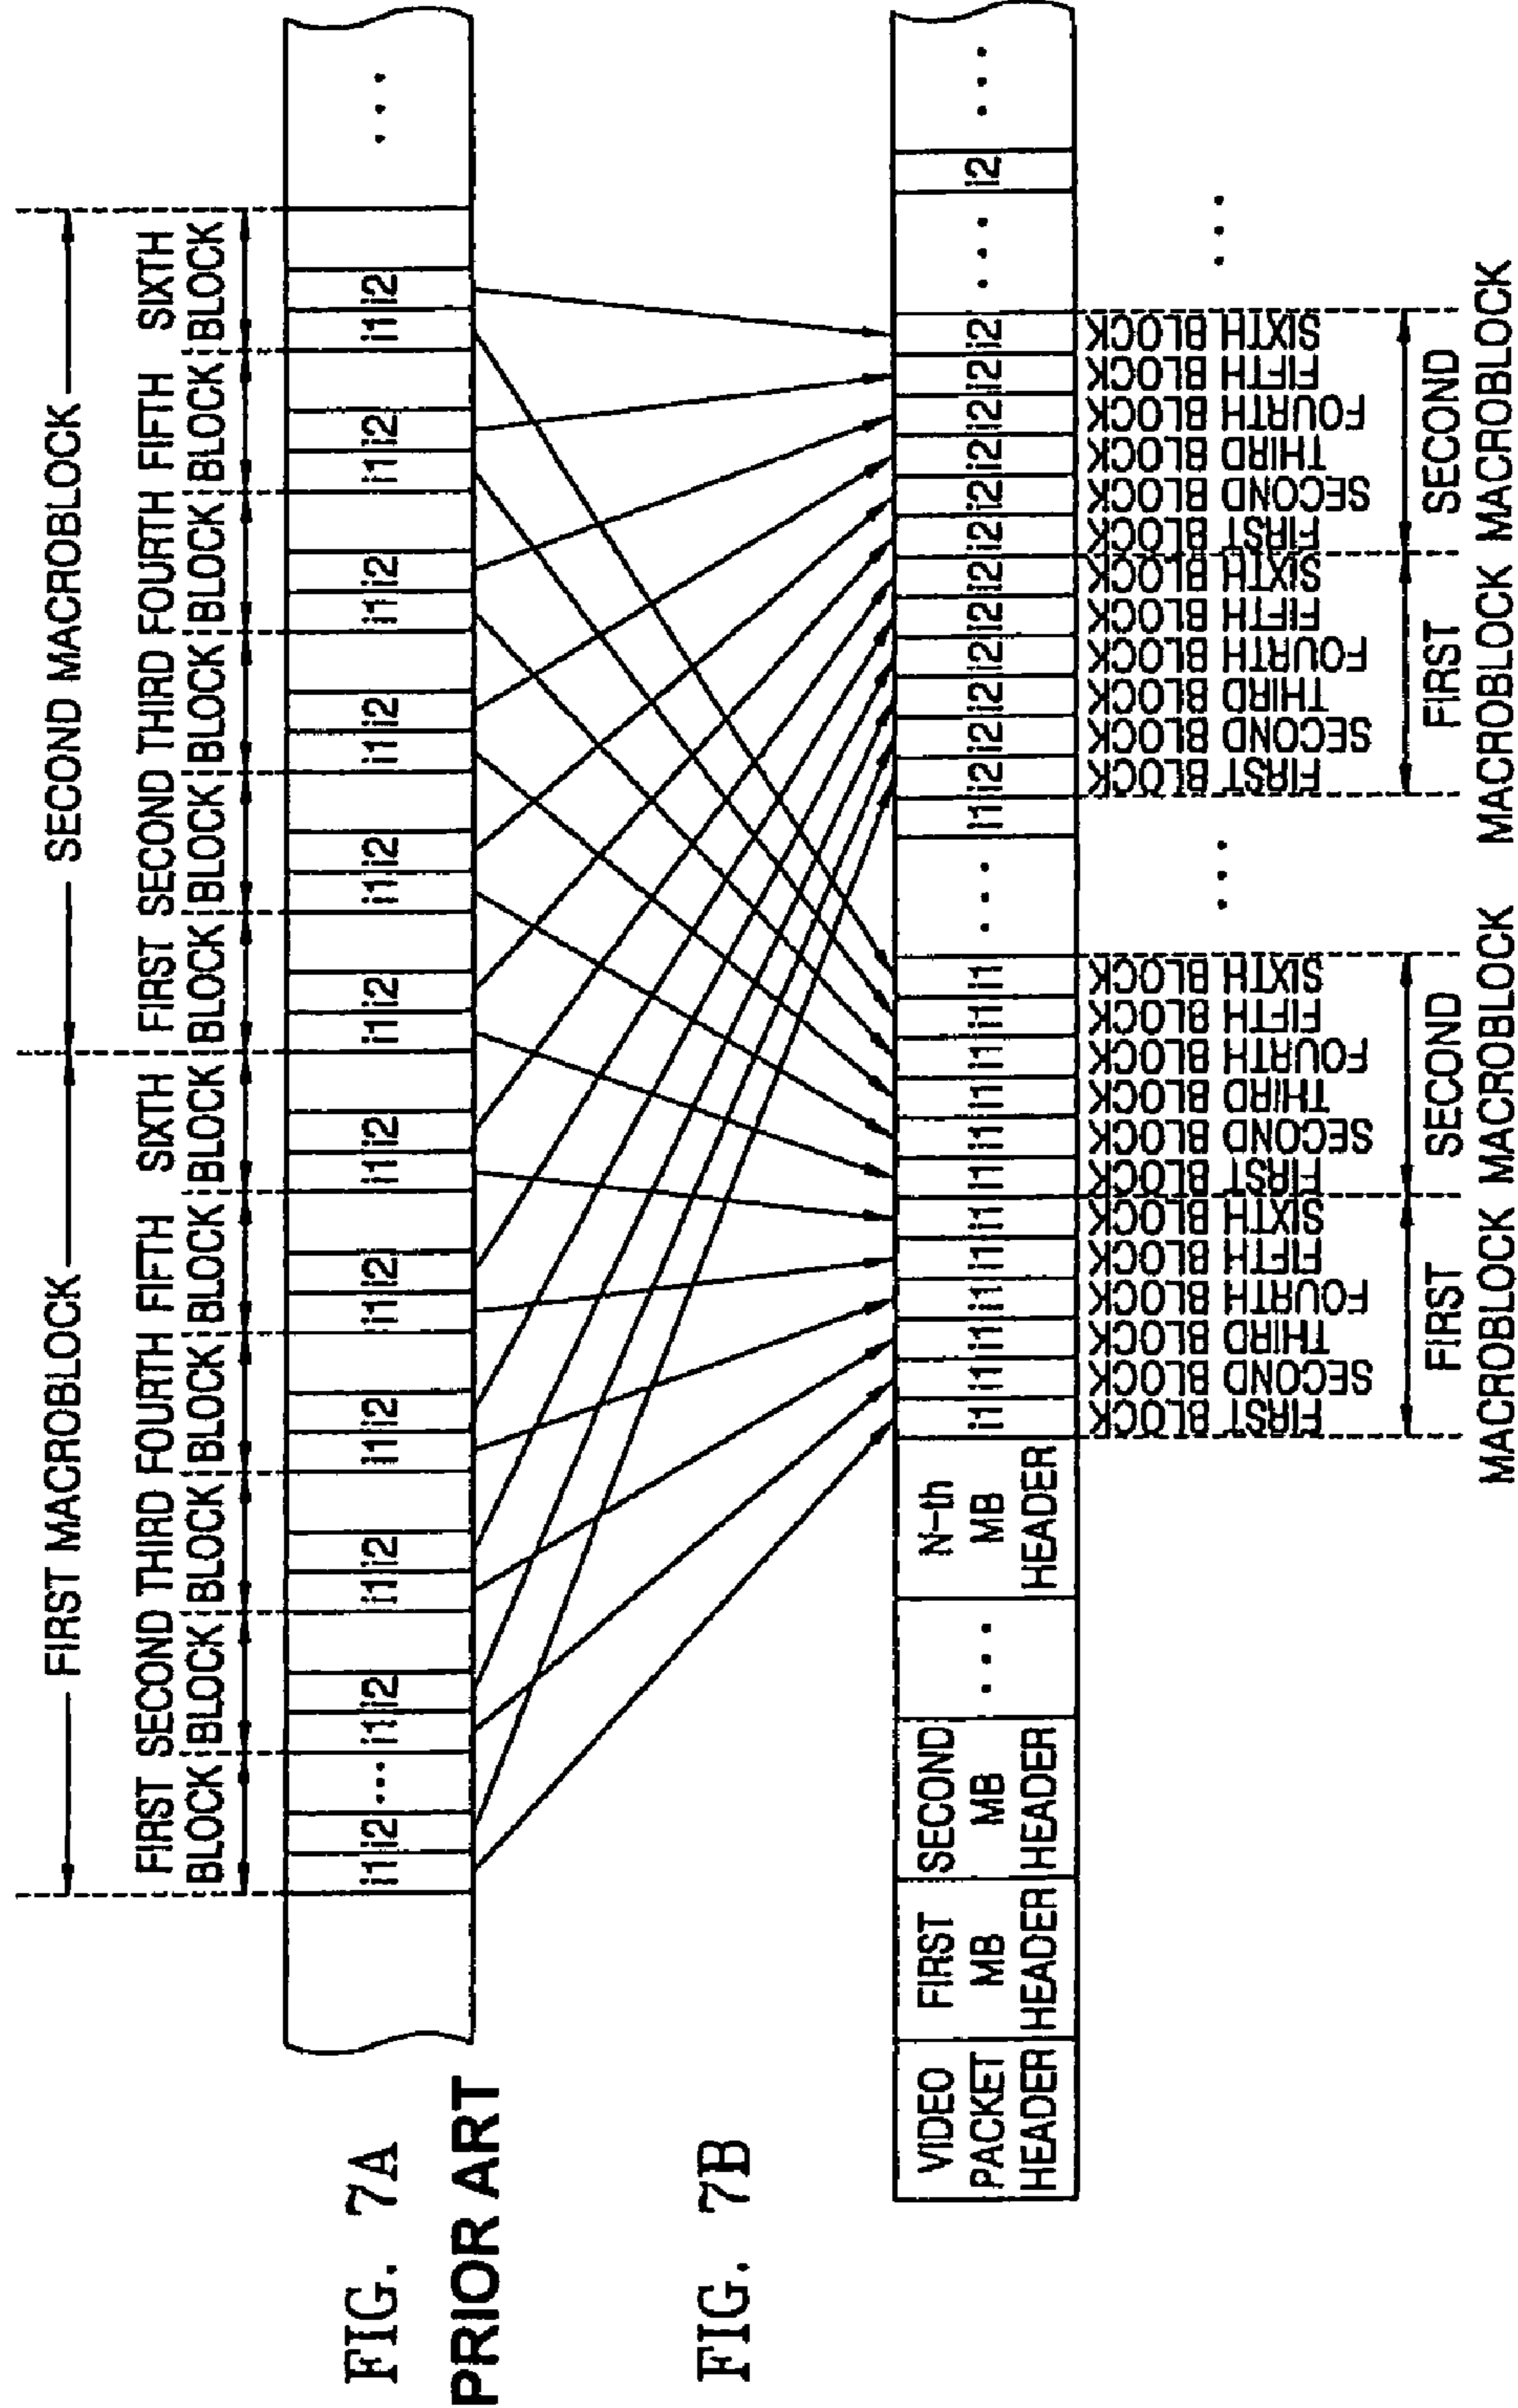 FIRST MACROBLOCK SECOND MACROBLOCK
FIRST SECOND THIRD FOURTH FIFTH SIXTH FIRST SECOND THIRD FOURTH FIFTH SIXTH
BLOCK BLOCK BLOCK BLOCK BLOCK BLOCK BLOCK BLOCK BLOCK BLOCK BLOCK BLOCK
FIG. 7A
i1 i2 ... i1 i2 i1 i2 i1 i2 i1 i2 i1 i2 i1 i2 i1 i2 i1 i2 i1 i2 i1 i2 i1 i2 ...
PRIOR ART
FIG. 7B
VIDEO
PACKET
HEADER
FIRST
MB
HEADER
SECOND
MB
HEADER
...
N-th
MB
HEADER
i1 i1 i1 i1 i1 i1 i1 i1 i1 i1 i1 i1 ... i1 i2 i2 i2 i2 i2 i2 i2 i2 i2 i2 i2 i2 ... i2 ...
FIRST BLOCK
SECOND BLOCK
THIRD BLOCK
FOURTH BLOCK
FIFTH BLOCK
SIXTH BLOCK
FIRST BLOCK
SECOND BLOCK
THIRD BLOCK
FOURTH BLOCK
FIFTH BLOCK
SIXTH BLOCK
...
FIRST BLOCK
SECOND BLOCK
THIRD BLOCK
FOURTH BLOCK
FIFTH BLOCK
SIXTH BLOCK
FIRST BLOCK
SECOND BLOCK
THIRD BLOCK
FOURTH BLOCK
FIFTH BLOCK
SIXTH BLOCK
...
FIRST SECOND FIRST SECOND
MACROBLOCK MACROBLOCK MACROBLOCK MACROBLOCK